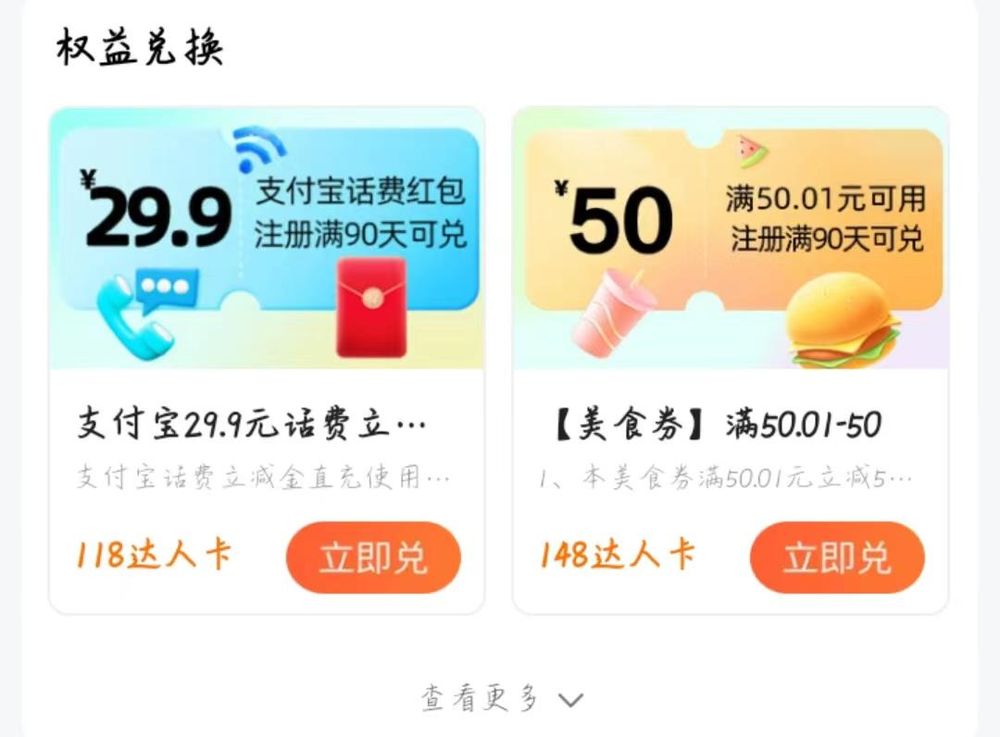 权益兑换
¥29.9
支付宝话费红包
注册满90天可兑
¥50
满50.01元可用
注册满90天可兑
支付宝29.9元话费立…
支付宝话费立减金直充使用…
118达人卡
立即兑
【美食券】满50.01-50
1、本美食券满50.01元立减5…
148达人卡
立即兑
查看更多